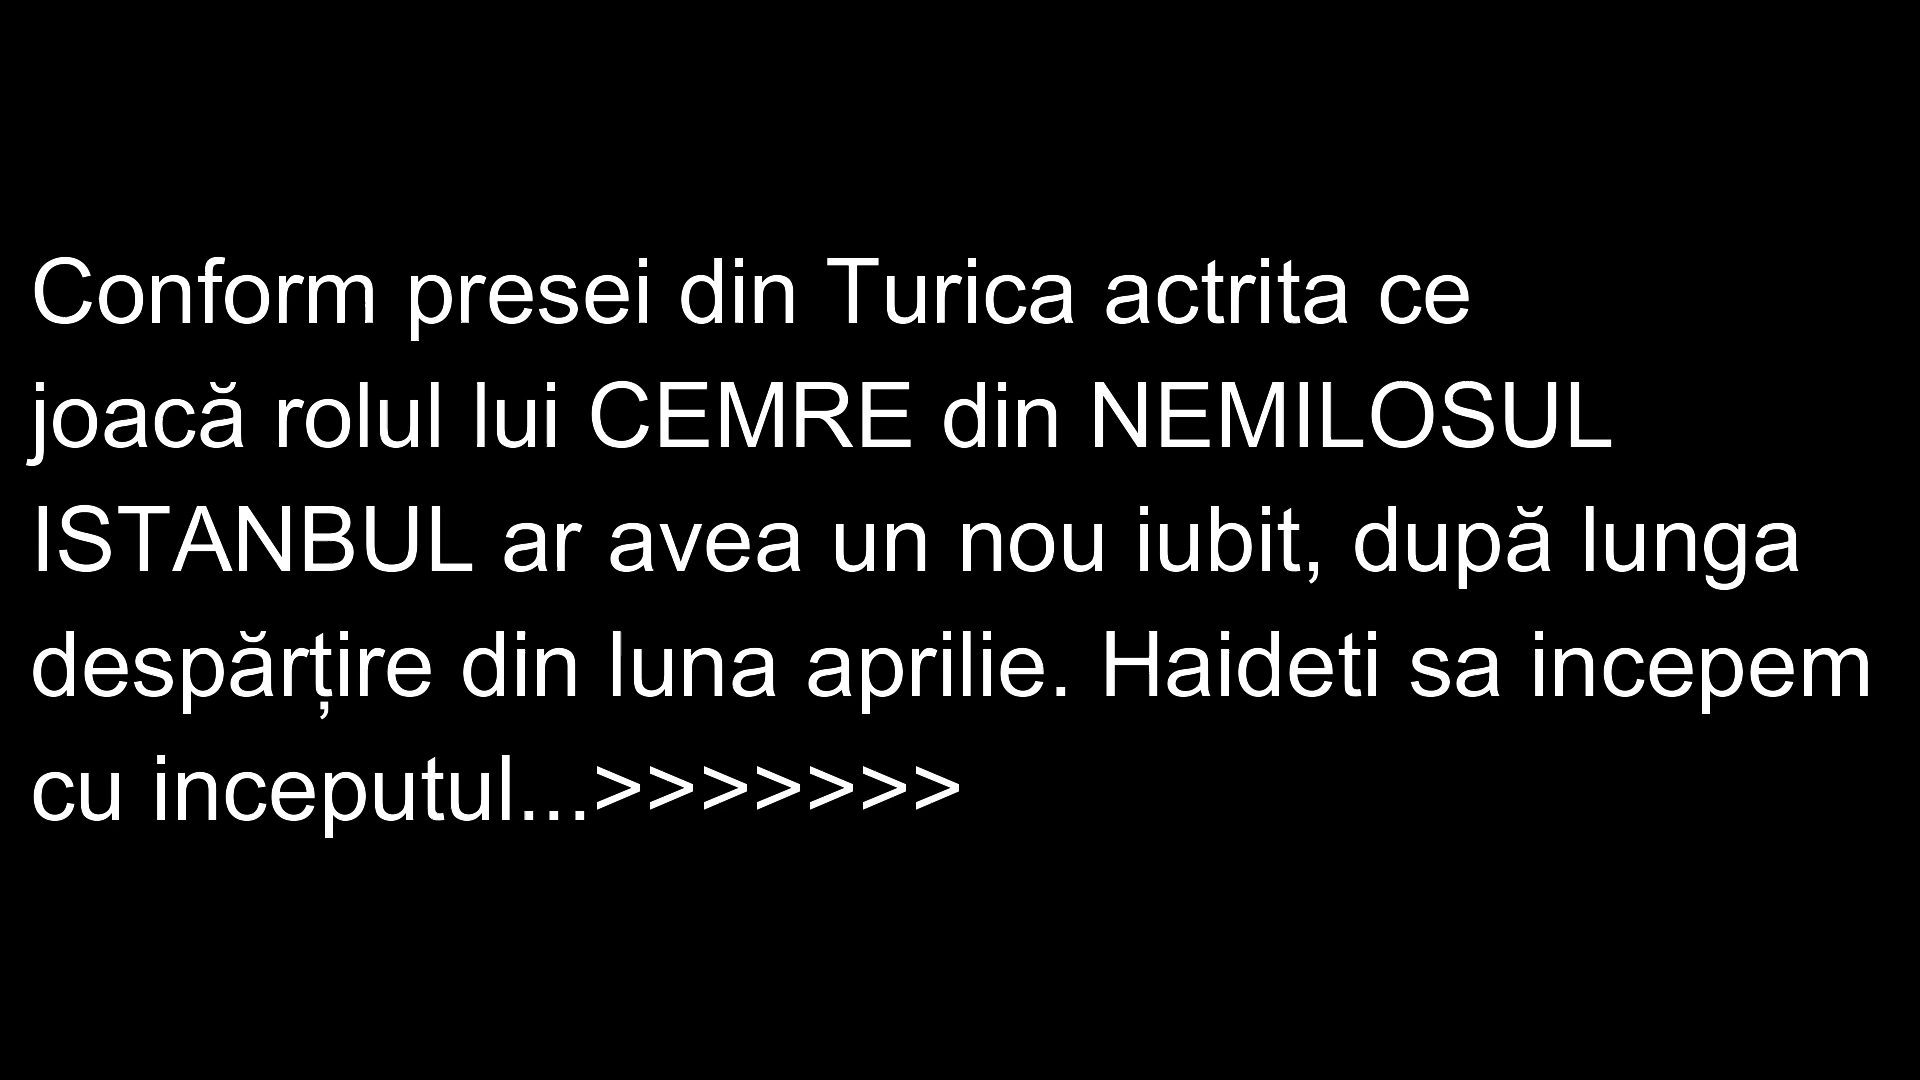 Conform presei din Turica actrita ce
joacă rolul lui CEMRE din NEMILOSUL
ISTANBUL ar avea un nou iubit, după lunga
despărțire din luna aprilie. Haideti sa incepem
cu inceputul...>>>>>>>